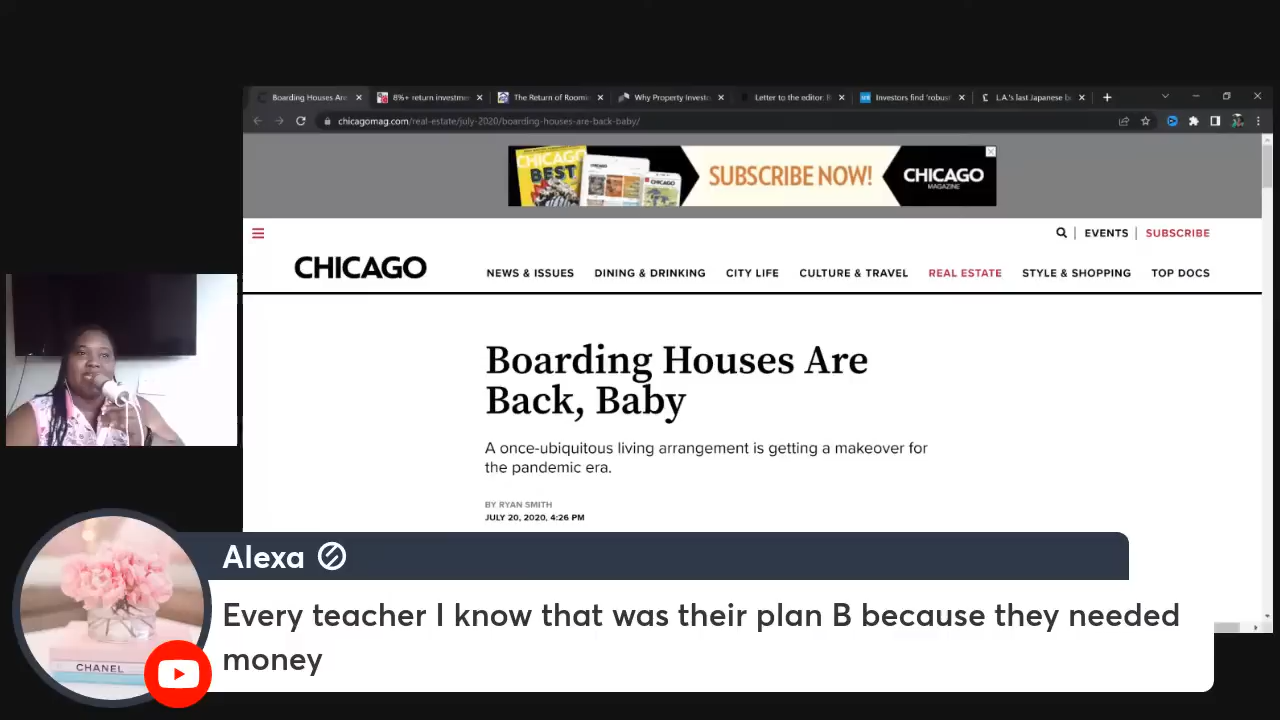 Boarding Houses Are
8%+ return investme
The Return of Roomi
Why Property Investo
Letter to the editor: B
Investors find 'robus
L.A.'s last Japanese b
chicagomag.com/real-estate/july-2020/boarding-houses-are-back-baby/
CHICAGO
BEST
SUBSCRIBE NOW!
CHICAGO
MAGAZINE
EVENTS
SUBSCRIBE
CHICAGO
NEWS & ISSUES
DINING & DRINKING
CITY LIFE
CULTURE & TRAVEL
REAL ESTATE
STYLE & SHOPPING
TOP DOCS
Boarding Houses Are
Back, Baby
A once-ubiquitous living arrangement is getting a makeover for
the pandemic era.
BY RYAN SMITH
JULY 20, 2020, 4:26 PM
Alexa
Every teacher I know that was their plan B because they needed
money
CHANEL